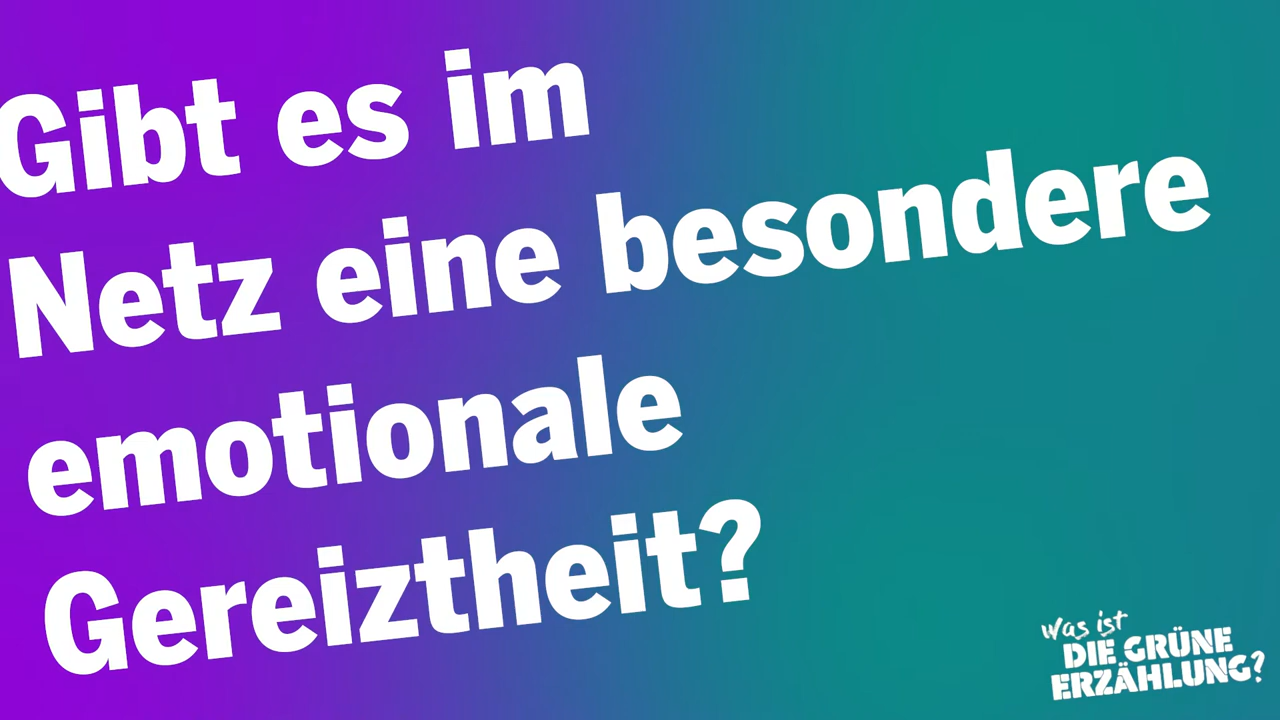 Gibt es im
Netz eine besondere
emotionale
Gereiztheit?
Was ist
DIE GRÜNE
ERZÄHLUNG?